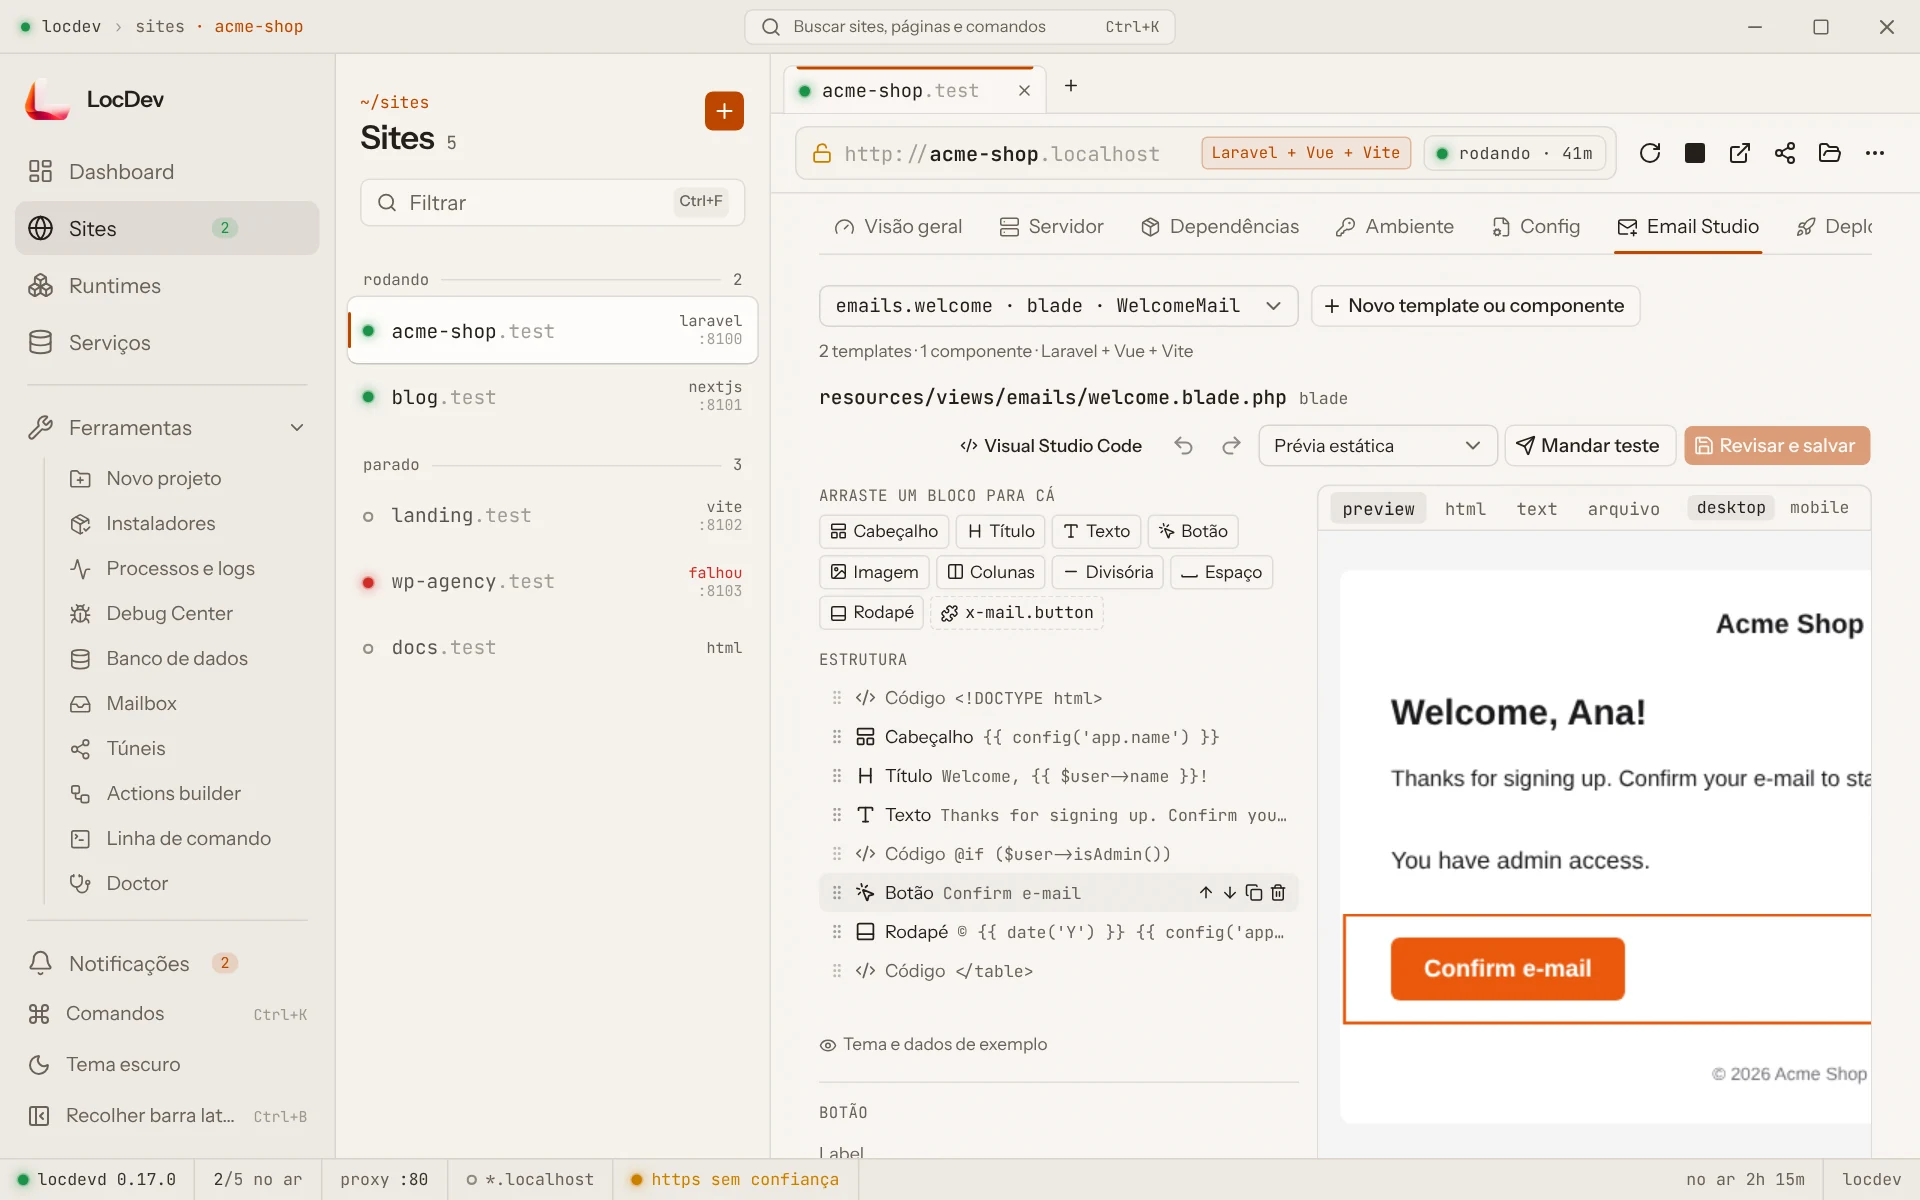 locdev › sites · acme-shop
Buscar sites, páginas e comandos Ctrl+K
LocDev
Dashboard
Sites 2
Runtimes
Serviços
Ferramentas
Novo projeto
Instaladores
Processos e logs
Debug Center
Banco de dados
Mailbox
Túneis
Actions builder
Linha de comando
Doctor
Notificações 2
Comandos Ctrl+K
Tema escuro
Recolher barra lat... Ctrl+B
~/sites
Sites 5
Filtrar Ctrl+F
rodando 2
acme-shop.test laravel :8100
blog.test nextjs :8101
parado 3
landing.test vite :8102
wp-agency.test falhou :8103
docs.test html
acme-shop.test
http://acme-shop.localhost Laravel + Vue + Vite rodando · 41m
Visão geral Servidor Dependências Ambiente Config Email Studio Deplo
emails.welcome · blade · WelcomeMail
+ Novo template ou componente
2 templates · 1 componente · Laravel + Vue + Vite
resources/views/emails/welcome.blade.php blade
Visual Studio Code Prévia estática Mandar teste Revisar e salvar
ARRASTE UM BLOCO PARA CÁ
Cabeçalho Título Texto Botão
Imagem Colunas Divisória Espaço
Rodapé x-mail.button
ESTRUTURA
Código <!DOCTYPE html>
Cabeçalho {{ config('app.name') }}
Título Welcome, {{ $user->name }}!
Texto Thanks for signing up. Confirm you…
Código @if ($user->isAdmin())
Botão Confirm e-mail
Rodapé © {{ date('Y') }} {{ config('app…
Código </table>
Tema e dados de exemplo
BOTÃO
Label
preview html text arquivo desktop mobile
Acme Shop
Welcome, Ana!
Thanks for signing up. Confirm your e-mail to sta
You have admin access.
Confirm e-mail
© 2026 Acme Shop
locdevd 0.17.0 2/5 no ar proxy :80 *.localhost https sem confiança no ar 2h 15m locdev